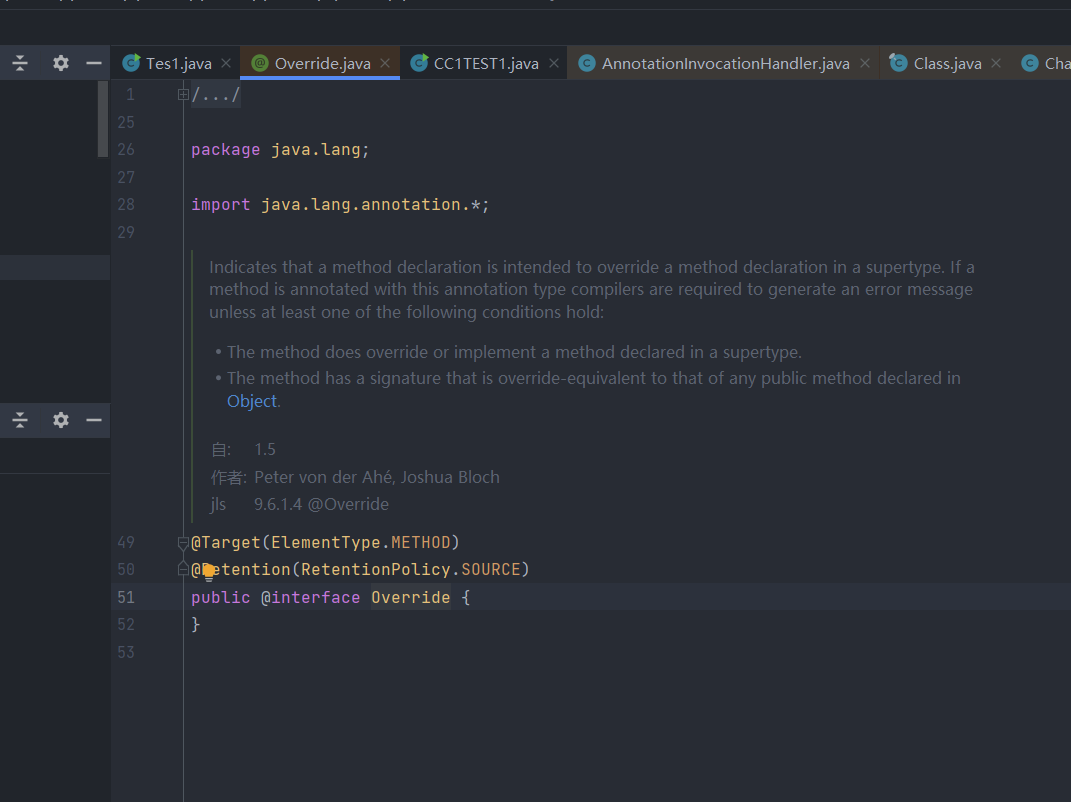 Tes1.java
Override.java
CC1TEST1.java
AnnotationInvocationHandler.java
Class.java
Cha
1 /.../
25
26 package java.lang;
27
28 import java.lang.annotation.*;
29
Indicates that a method declaration is intended to override a method declaration in a supertype. If a
method is annotated with this annotation type compilers are required to generate an error message
unless at least one of the following conditions hold:
• The method does override or implement a method declared in a supertype.
• The method has a signature that is override-equivalent to that of any public method declared in
Object.
自: 1.5
作者: Peter von der Ahé, Joshua Bloch
jls 9.6.1.4 @Override
49 @Target(ElementType.METHOD)
50 @Retention(RetentionPolicy.SOURCE)
51 public @interface Override {
52 }
53